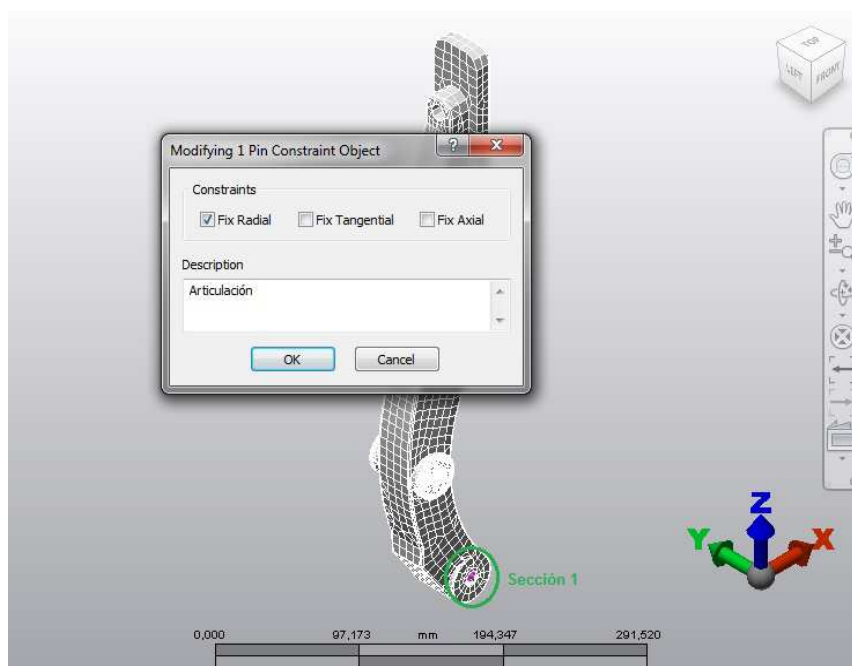 TOP
LEFT
FRONT
Modifying 1 Pin Constraint Object
?
Constraints
Fix Radial Fix Tangential Fix Axial
Description
Articulación
OK Cancel
Z
Y X
Sección 1
0,000 97,173 mm 194,347 291,520